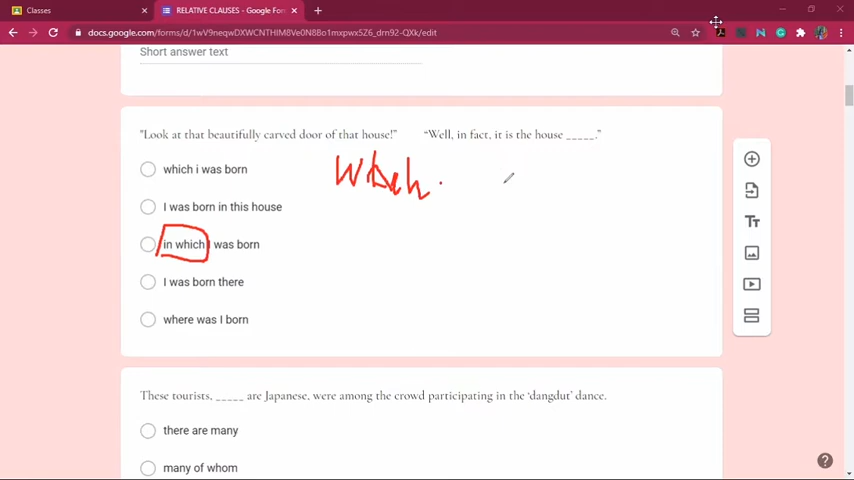 Classes
RELATIVE CLAUSES - Google For
docs.google.com/forms/d/1wV9neqwDXWCNTHIM8Ve0N8Bo1mxpwx5Z6_drn92-QXk/edit
Short answer text
"Look at that beautifully carved door of that house!" "Well, in fact, it is the house _____."
which i was born
which.
I was born in this house
in which I was born
I was born there
where was I born
These tourists, _____ are Japanese, were among the crowd participating in the 'dangdut' dance.
there are many
many of whom